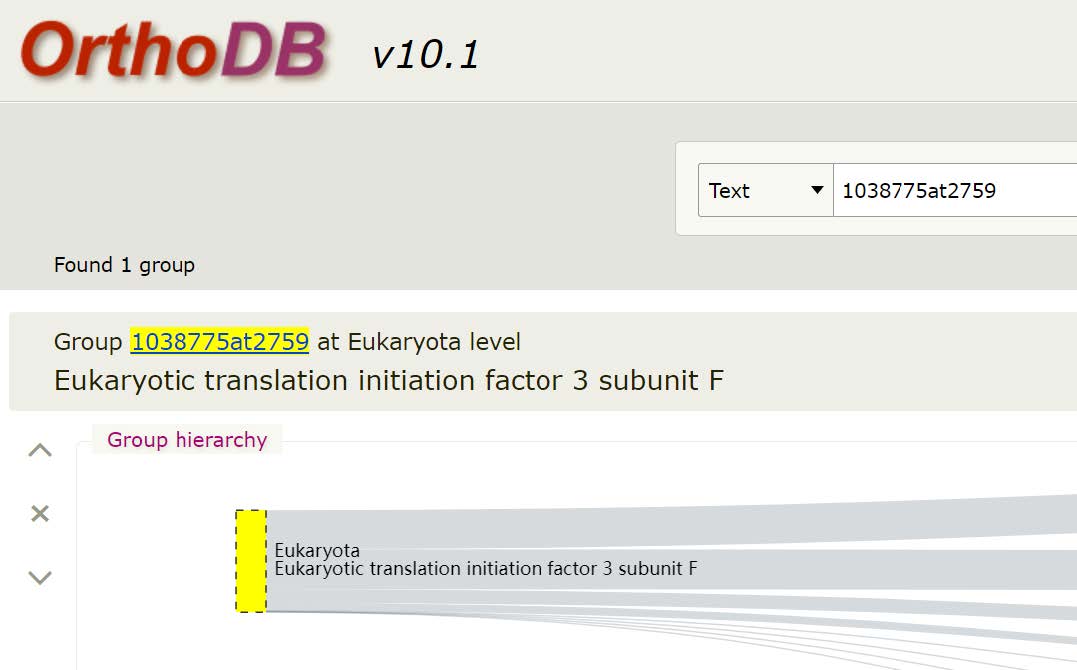 OrthoDB v10.1
Text 1038775at2759
Found 1 group
Group 1038775at2759 at Eukaryota level
Eukaryotic translation initiation factor 3 subunit F
Group hierarchy
Eukaryota
Eukaryotic translation initiation factor 3 subunit F